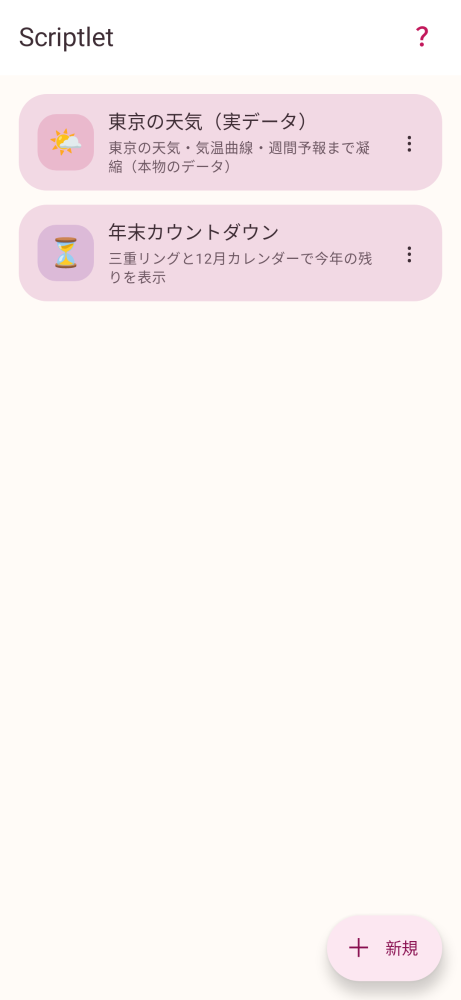 Scriptlet
?
東京の天気（実データ）
東京の天気・気温曲線・週間予報まで凝
縮（本物のデータ）
年末カウントダウン
三重リングと12月カレンダーで今年の残
りを表示
新規